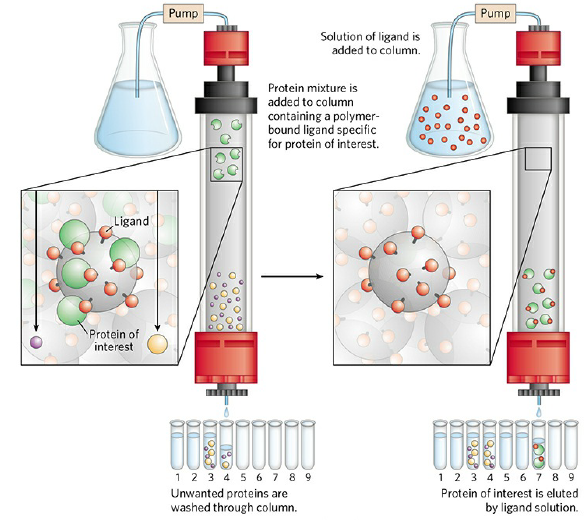 Pump
Protein mixture is
added to column
containing a polymer-
bound ligand specific
for protein of interest.
Ligand
Protein of
interest
1 2 3 4 5 6 7 8 9
Unwanted proteins are
washed through column.
Pump
Solution of ligand is
added to column.
1 2 3 4 5 6 7 8 9
Protein of interest is eluted
by ligand solution.